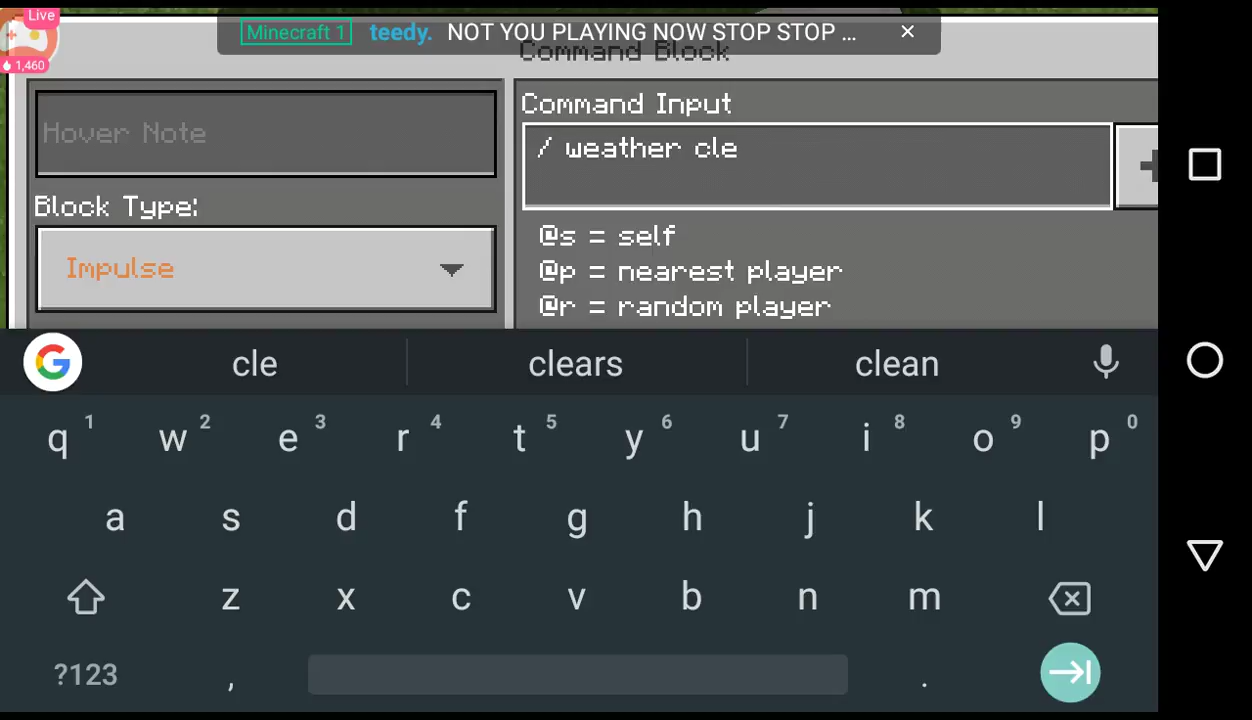 Live
1,460
Minecraft 1 teedy. NOT YOU PLAYING NOW STOP STOP ...
Command Block
Hover Note
Block Type:
Impulse
Command Input
/ weather cle
@s = self
@p = nearest player
@r = random player
cle clears clean
q 1 w 2 e 3 r 4 t 5 y 6 u 7 i 8 o 9 p 0
a s d f g h j k l
z x c v b n m
?123 , .